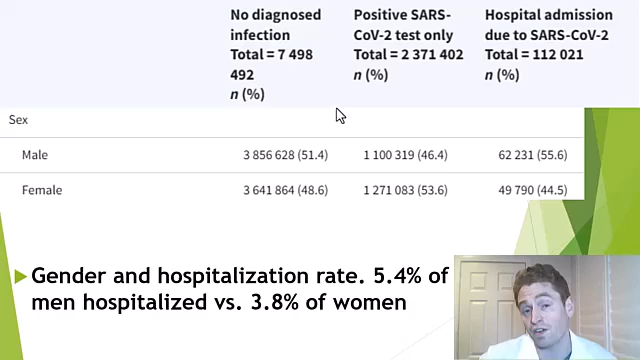 No diagnosed infection Total = 7 498 492 n (%)
Positive SARS-CoV-2 test only Total = 2 371 402 n (%)
Hospital admission due to SARS-CoV-2 Total = 112 021 n (%)
Sex
Male 3 856 628 (51.4) 1 100 319 (46.4) 62 231 (55.6)
Female 3 641 864 (48.6) 1 271 083 (53.6) 49 790 (44.5)
Gender and hospitalization rate. 5.4% of
men hospitalized vs. 3.8% of women